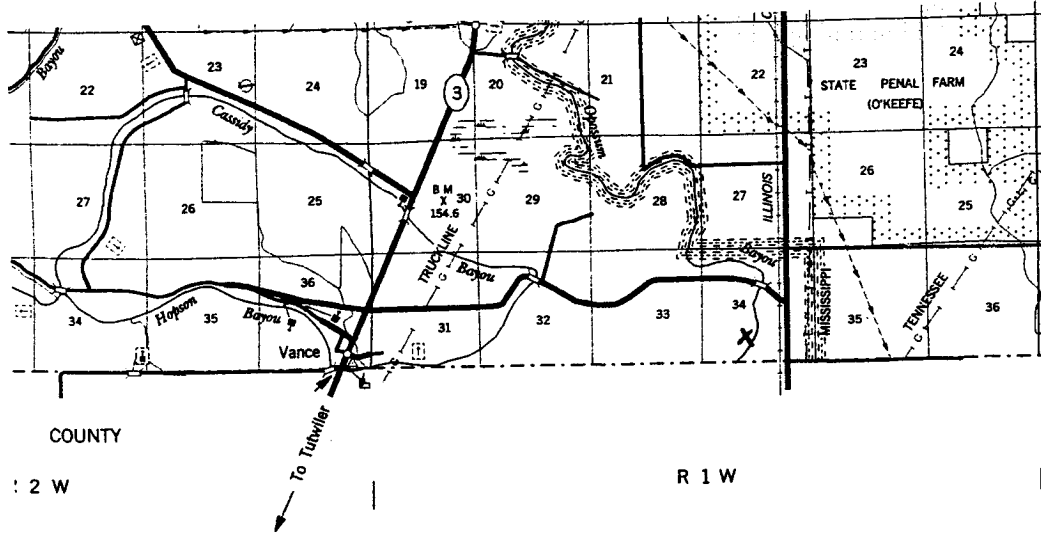 Bayou
22
23
24
19
3
20
21
22
23
24
STATE PENAL FARM
(O'KEEFE)
Cassidy
Opossum
27
26
25
B M
X
154.6
30
29
28
27
ILLINOIS
26
25
TRUCKLINE
G
Bayou
Bayou
36
34
Hopson
35
Bayou
31
32
33
34
X
MISSISSIPPI
35
TENNESSEE
36
Vance
COUNTY
To Tutwiler
2 W
R 1 W